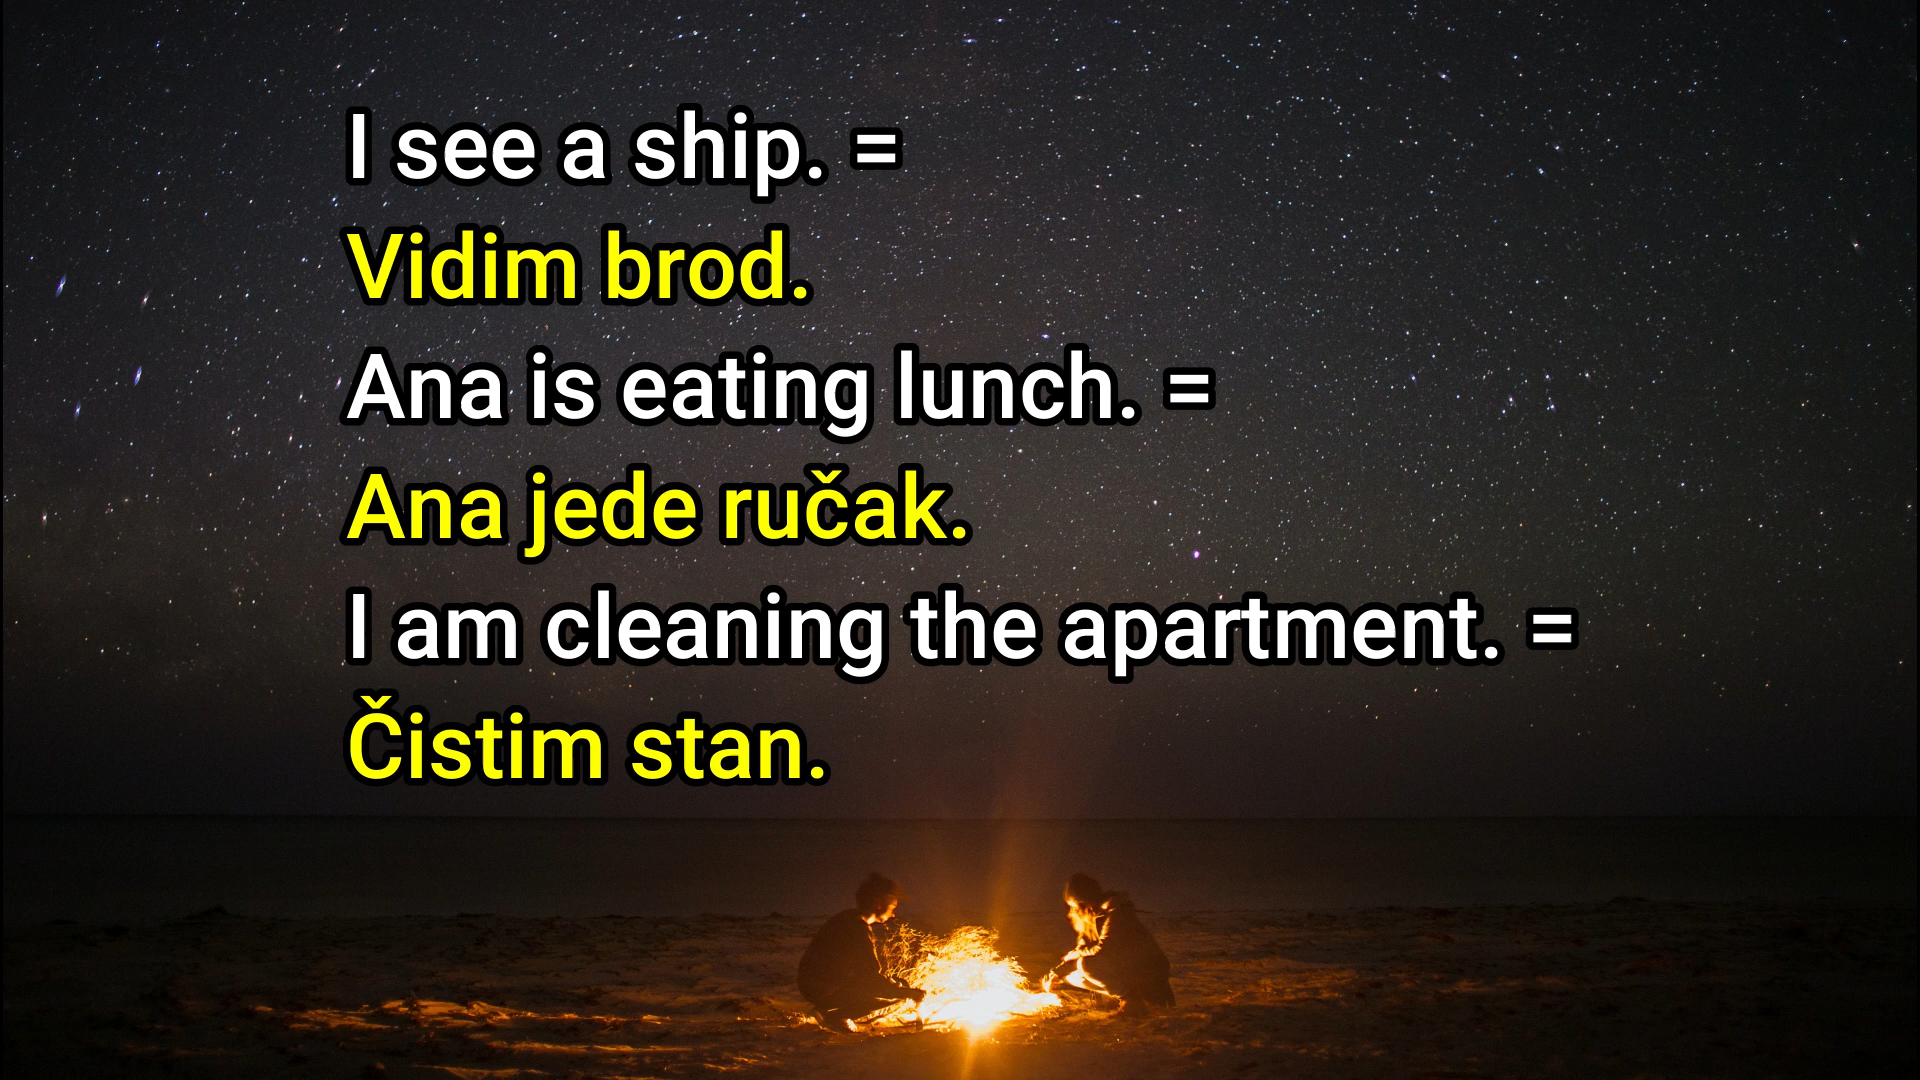 I see a ship. =
Vidim brod.
Ana is eating lunch. =
Ana jede ručak.
I am cleaning the apartment. =
Čistim stan.